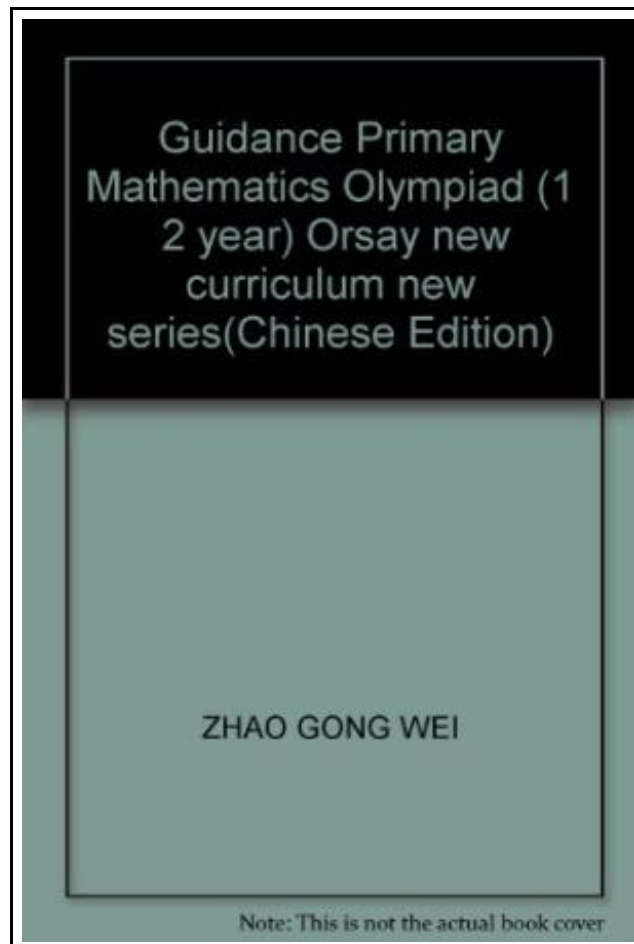 Guidance Primary
Mathematics Olympiad (1
2 year) Orsay new
curriculum new
series(Chinese Edition)
ZHAO GONG WEI
Note: This is not the actual book cover